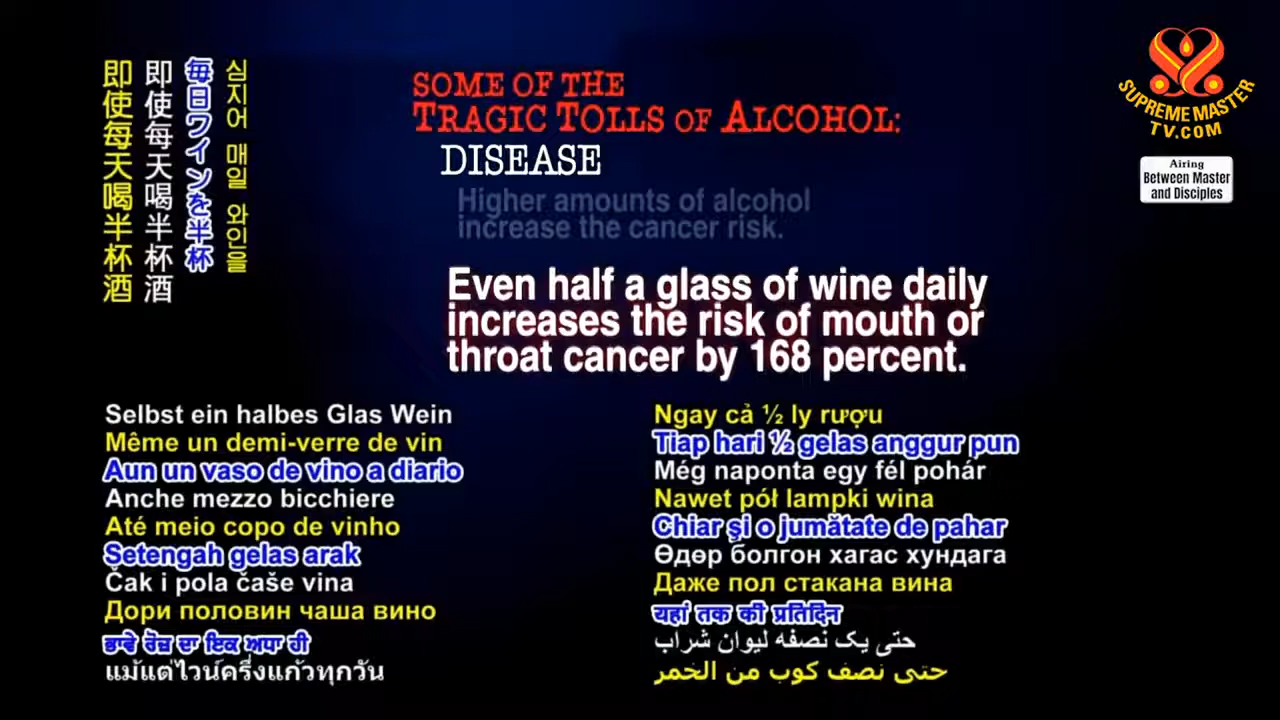 即使每天喝半杯酒
即使每天喝半杯酒
毎日ワインを半杯
심지어 매일 와인을
SOME OF THE
TRAGIC TOLLS OF ALCOHOL:
DISEASE
Higher amounts of alcohol
increase the cancer risk.
Even half a glass of wine daily
increases the risk of mouth or
throat cancer by 168 percent.
SUPREME MASTER
TV.COM
Airing
Between Master
and Disciples
Selbst ein halbes Glas Wein
Même un demi-verre de vin
Aun un vaso de vino a diario
Anche mezzo bicchiere
Até meio copo de vinho
Setengah gelas arak
Čak i pola čaše vina
Дори половин чаша вино
ਭਾਵੇ ਰੋਜ਼ ਦਾ ਇਕ ਅਧਾ ਹੀ
แม้แต่ไวน์ครึ่งแก้วทุกวัน
Ngay cả ½ ly rượu
Tiap hari ½ gelas anggur pun
Még naponta egy fél pohár
Nawet pół lampki wina
Chiar şi o jumătate de pahar
Өдөр болгон хагас хундага
Даже пол стакана вина
यहां तक की प्रतिदिन
حتی یک نصفه لیوان شراب
حتى نصف كوب من الخمر